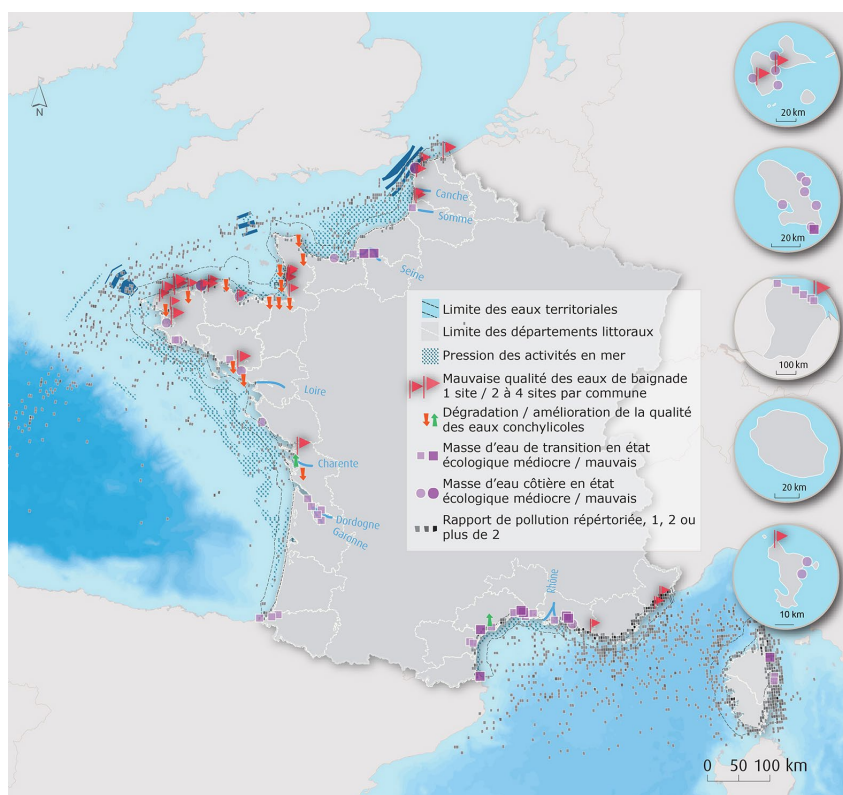 N
20 km
20 km
100 km
20 km
10 km
Canche
Somme
Seine
Loire
Charente
Dordogne
Garonne
Rhône
Limite des eaux territoriales
Limite des départements littoraux
Pression des activités en mer
Mauvaise qualité des eaux de baignade
1 site / 2 à 4 sites par commune
Dégradation / amélioration de la qualité
des eaux conchylicoles
Masse d'eau de transition en état
écologique médiocre / mauvais
Masse d'eau côtière en état
écologique médiocre / mauvais
Rapport de pollution répértoriée, 1, 2 ou
plus de 2
0 50 100 km